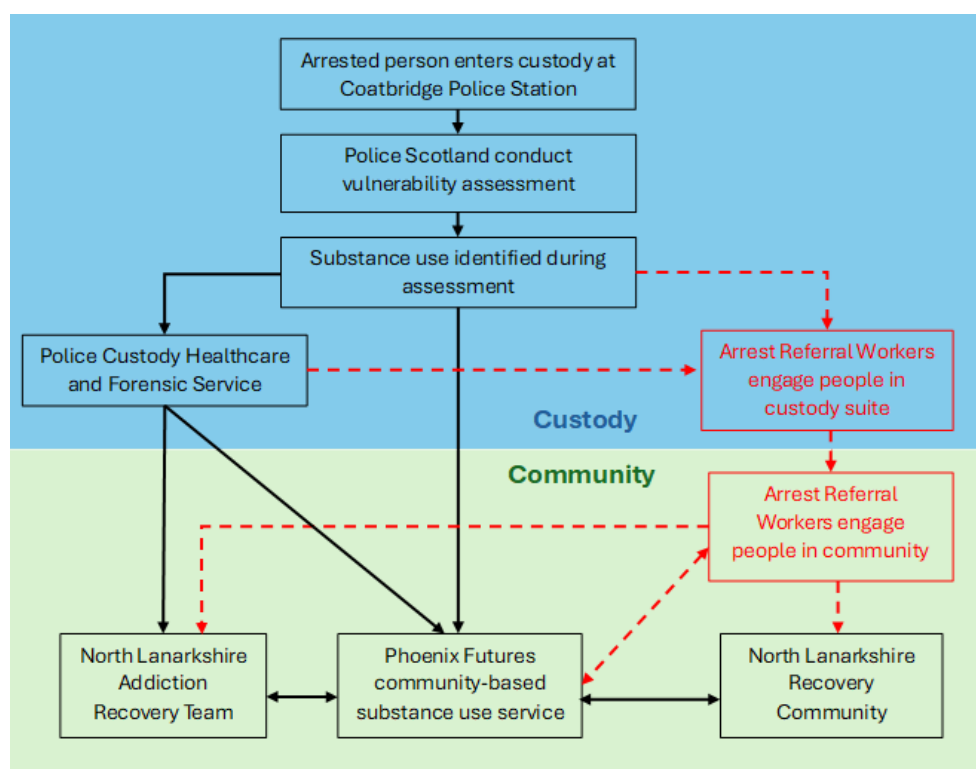 Arrested person enters custody at
Coatbridge Police Station
Police Scotland conduct
vulnerability assessment
Substance use identified during
assessment
Police Custody Healthcare
and Forensic Service
Arrest Referral Workers
engage people in
custody suite
Custody
Community
Arrest Referral
Workers engage
people in community
North Lanarkshire
Addiction
Recovery Team
Phoenix Futures
community-based
substance use service
North Lanarkshire
Recovery
Community